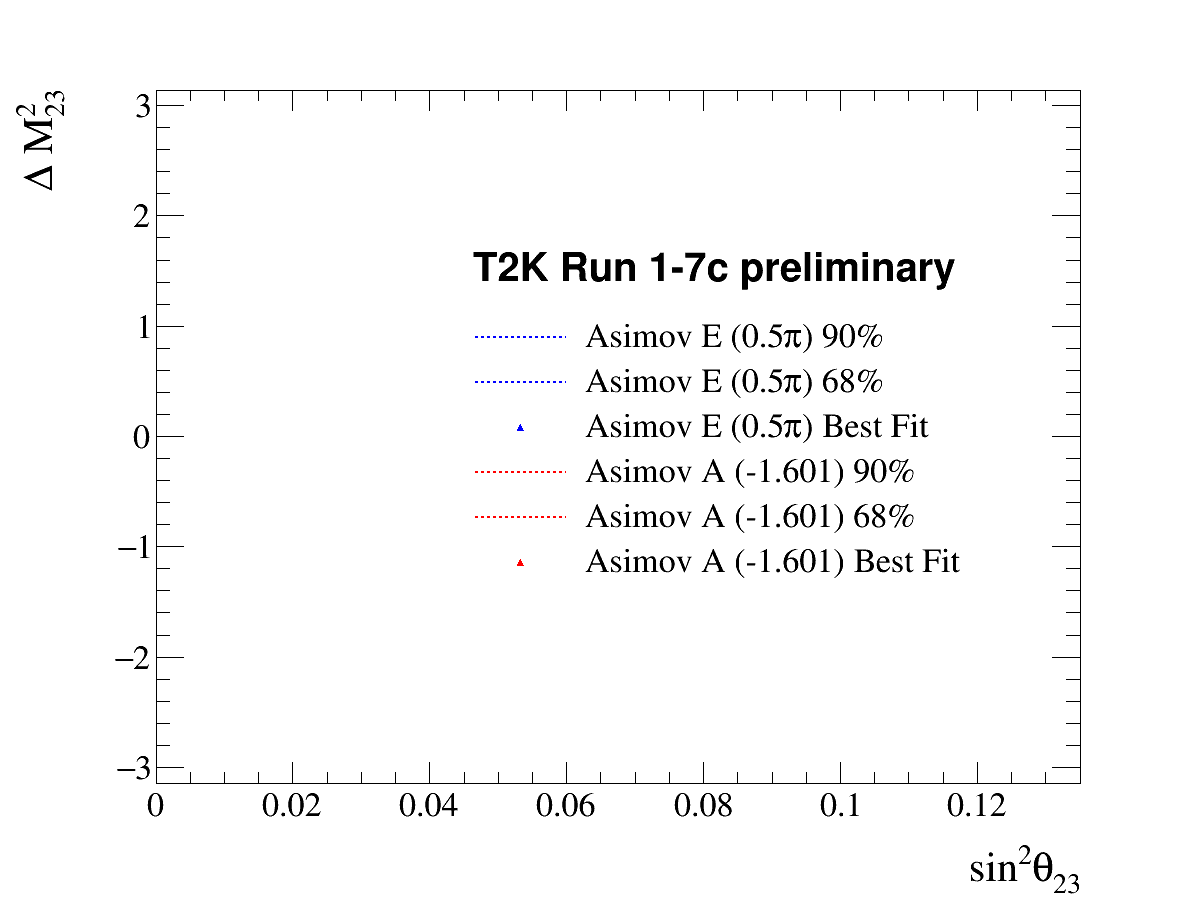 Δ M²₂₃
3
2
1
0
−1
−2
−3
T2K Run 1-7c preliminary
Asimov E (0.5π) 90%
Asimov E (0.5π) 68%
Asimov E (0.5π) Best Fit
Asimov A (-1.601) 90%
Asimov A (-1.601) 68%
Asimov A (-1.601) Best Fit
0 0.02 0.04 0.06 0.08 0.1 0.12
sin²θ₂₃